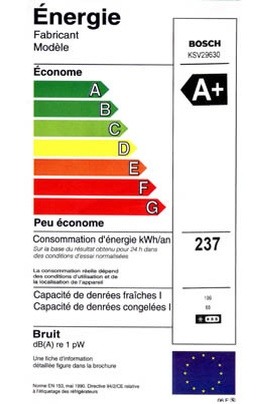 Énergie
Fabricant
Modèle
BOSCH
KSV29630
Économe
A
A+
B
C
D
E
F
G
Peu économe
Consommation d'énergie kWh/an
237
Sur la base du résultat obtenu pour 24 h dans
des conditions d'essai normalisées
La consommation réelle dépend
des conditions d'utilisation et de
la localisation de l'appareil
Capacité de denrées fraîches l
Capacité de denrées congelées l
Bruit
dB(A) re 1 pW
Une fiche d'information
détaillée figure dans la brochure
Norme EN 153, mai 1990, Directive 94/2/CE relative
à l'étiquetage des réfrigérateurs